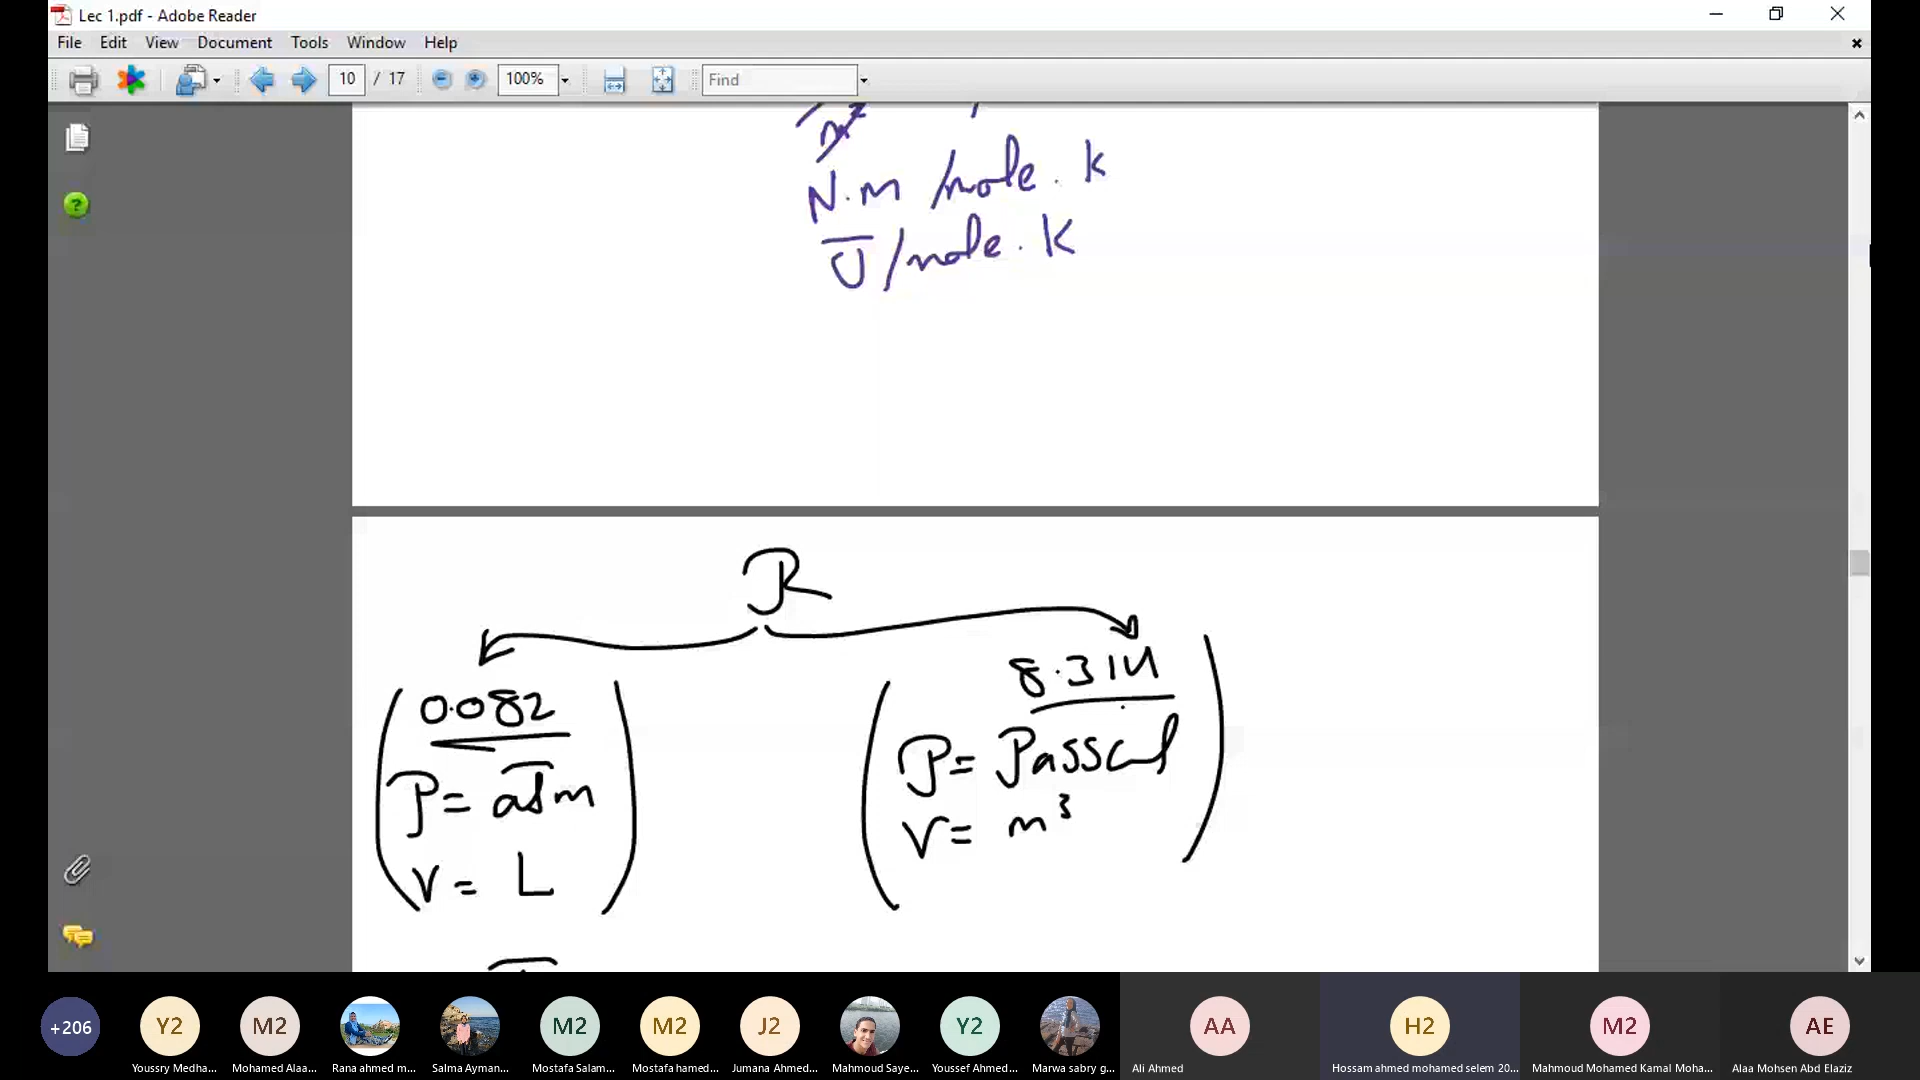 Lec 1.pdf - Adobe Reader
File Edit View Document Tools Window Help
10 / 17 100% Find
N.m /mole. k
J/mole. K
R
0.082
P= atm
V= L
8.314
P= Passcal
V= m³
+206 Y2 M2 M2 M2 J2 Y2 AA H2 M2 AE
Youssry Medha... Mohamed Alaa... Rana ahmed m... Salma Ayman... Mostafa Salam... Mostafa hamed... Jumana Ahmed... Mahmoud Saye... Youssef Ahmed... Marwa sabry g... Ali Ahmed Hossam ahmed mohamed selem 20... Mahmoud Mohamed Kamal Moha... Alaa Mohsen Abd Elaziz